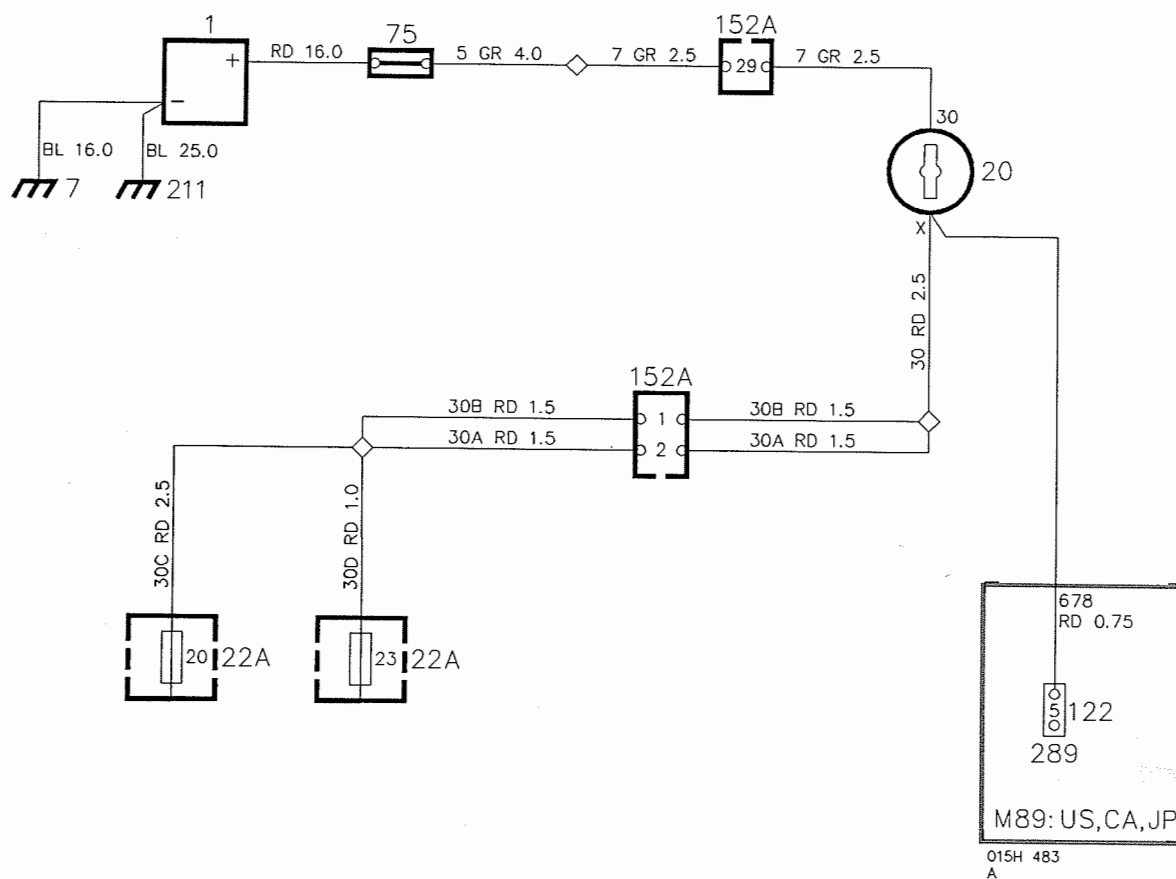 1
75
152A
RD 16.0
5 GR 4.0
7 GR 2.5
29
7 GR 2.5
+
−
30
BL 16.0
BL 25.0
7
211
20
X
30 RD 2.5
152A
30B RD 1.5
1
30B RD 1.5
30A RD 1.5
2
30A RD 1.5
30C RD 2.5
30D RD 1.0
678
RD 0.75
20
22A
23
22A
5
122
289
M89: US,CA,JP
015H 483
A